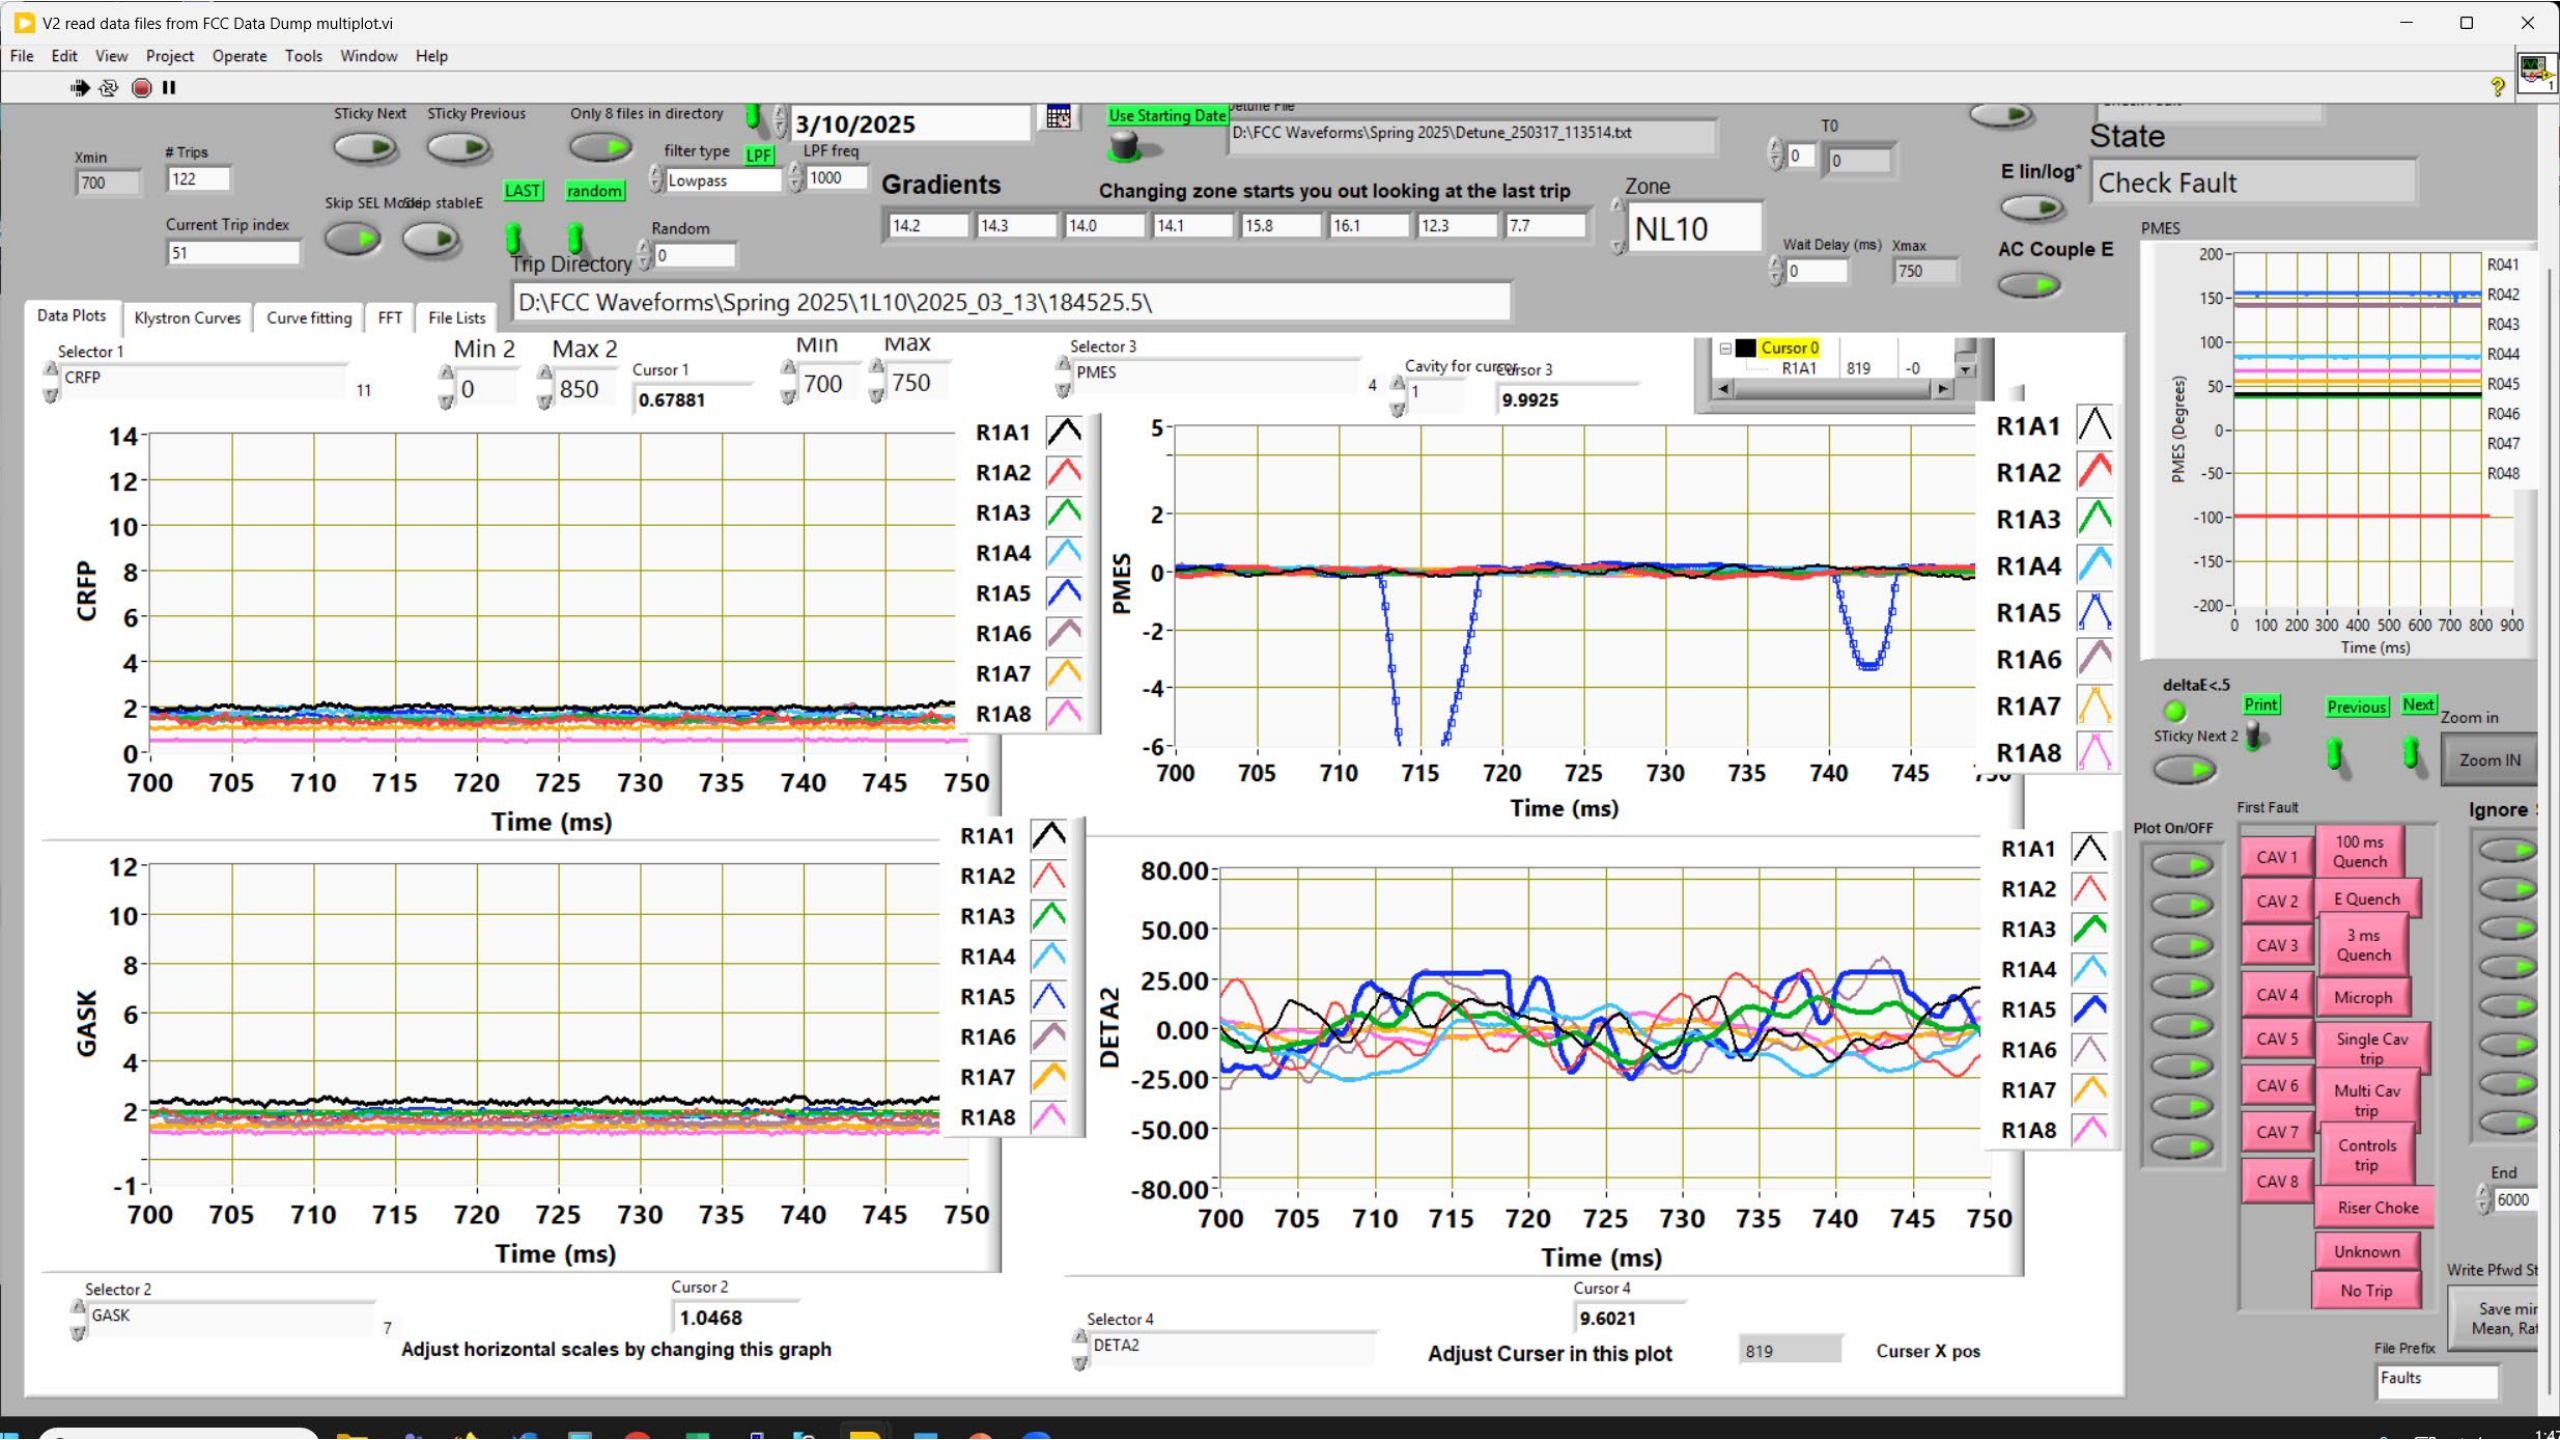 V2 read data files from FCC Data Dump multiplot.vi
File Edit View Project Operate Tools Window Help
STicky Next STicky Previous Only 8 files in directory
3/10/2025
Use Starting Date
Detune File
D:\FCC Waveforms\Spring 2025\Detune_250317_113514.txt
T0
0 0
State
Check Fault
Xmin
700
# Trips
122
filter type LPF
Lowpass
LPF freq
1000
LAST random
Gradients
Changing zone starts you out looking at the last trip
14.2 14.3 14.0 14.1 15.8 16.1 12.3 7.7
Zone
NL10
E lin/log*
Current Trip index
51
Skip stableE
Random
0
Wait Delay (ms) Xmax
0 750
AC Couple E
Trip Directory
D:\FCC Waveforms\Spring 2025\1L10\2025_03_13\184525.5\
Data Plots Klystron Curves Curve fitting FFT File Lists
Selector 1
CRFP
11
Min 2 Max 2
0 850
Cursor 1
0.67881
Min Max
700 750
Selector 3
PMES
4
Cavity for cursor
1
Cursor 3
9.9925
Cursor 0
R1A1 819 -0
14
12
10
8
6
4
2
0
CRFP
700 705 710 715 720 725 730 735 740 745 750
Time (ms)
R1A1
R1A2
R1A3
R1A4
R1A5
R1A6
R1A7
R1A8
5
2
0
-2
-4
-6
PMES
700 705 710 715 720 725 730 735 740 745 750
Time (ms)
R1A1
R1A2
R1A3
R1A4
R1A5
R1A6
R1A7
R1A8
12
10
8
6
4
2
-1
GASK
700 705 710 715 720 725 730 735 740 745 750
Time (ms)
R1A1
R1A2
R1A3
R1A4
R1A5
R1A6
R1A7
R1A8
80.00
50.00
25.00
0.00
-25.00
-50.00
-80.00
DETA2
700 705 710 715 720 725 730 735 740 745 750
Time (ms)
R1A1
R1A2
R1A3
R1A4
R1A5
R1A6
R1A7
R1A8
Selector 2
GASK
7
Cursor 2
1.0468
Adjust horizontal scales by changing this graph
Selector 4
DETA2
Cursor 4
9.6021
Adjust Curser in this plot
819
Curser X pos
PMES
200
150
100
50
0
-50
-100
-150
-200
PMES (Degrees)
0 100 200 300 400 500 600 700 800 900
Time (ms)
R041
R042
R043
R044
R045
R046
R047
R048
deltaE<.5
Print
Previous Next
Zoom in
Zoom IN
STicky Next 2
First Fault
Ignore
Plot On/OFF
CAV 1
CAV 2
CAV 3
CAV 4
CAV 5
CAV 6
CAV 7
CAV 8
100 ms
Quench
E Quench
3 ms
Quench
Microph
Single Cav
trip
Multi Cav
trip
Controls
trip
Riser Choke
Unknown
No Trip
End
6000
Write Pfwd St
Save mir
Mean, Rat
File Prefix
Faults